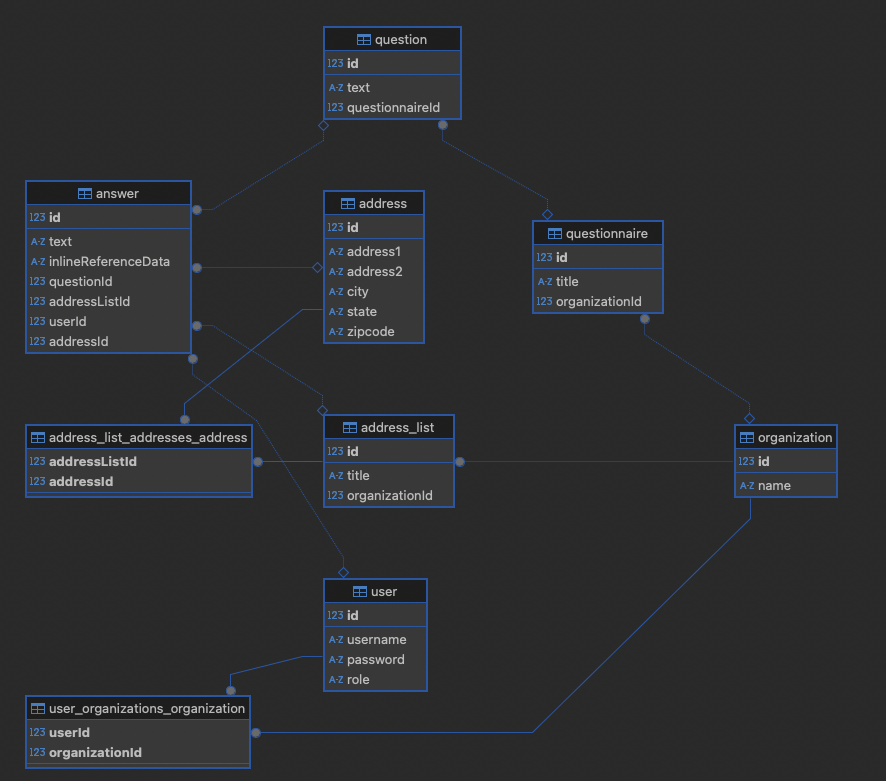 question
123 id
A-Z text
123 questionnaireId
answer
123 id
A-Z text
A-Z inlineReferenceData
123 questionId
123 addressListId
123 userId
123 addressId
address
123 id
A-Z address1
A-Z address2
A-Z city
A-Z state
A-Z zipcode
questionnaire
123 id
A-Z title
123 organizationId
address_list_addresses_address
123 addressListId
123 addressId
address_list
123 id
A-Z title
123 organizationId
organization
123 id
A-Z name
user
123 id
A-Z username
A-Z password
A-Z role
user_organizations_organization
123 userId
123 organizationId